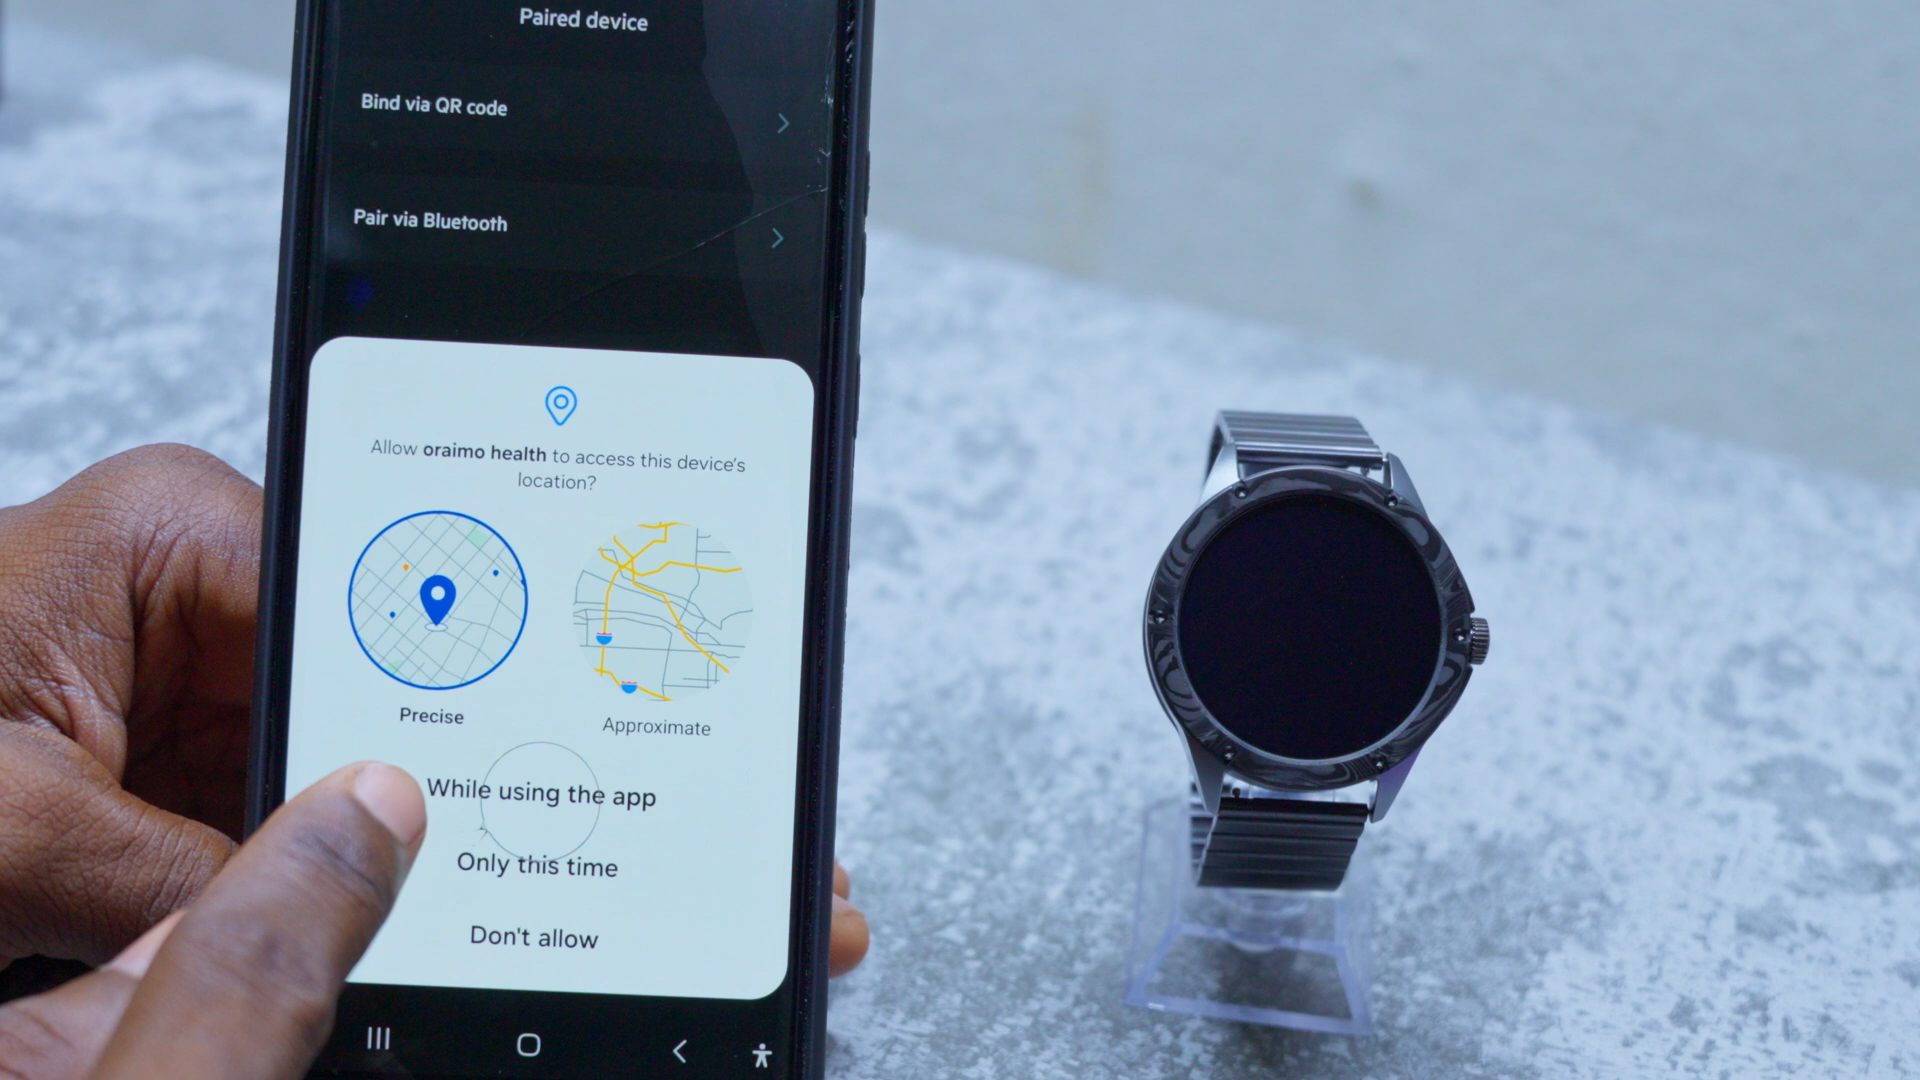 Paired device
Bind via QR code
Pair via Bluetooth
Allow oraimo health to access this device's
location?
Precise
Approximate
While using the app
Only this time
Don't allow